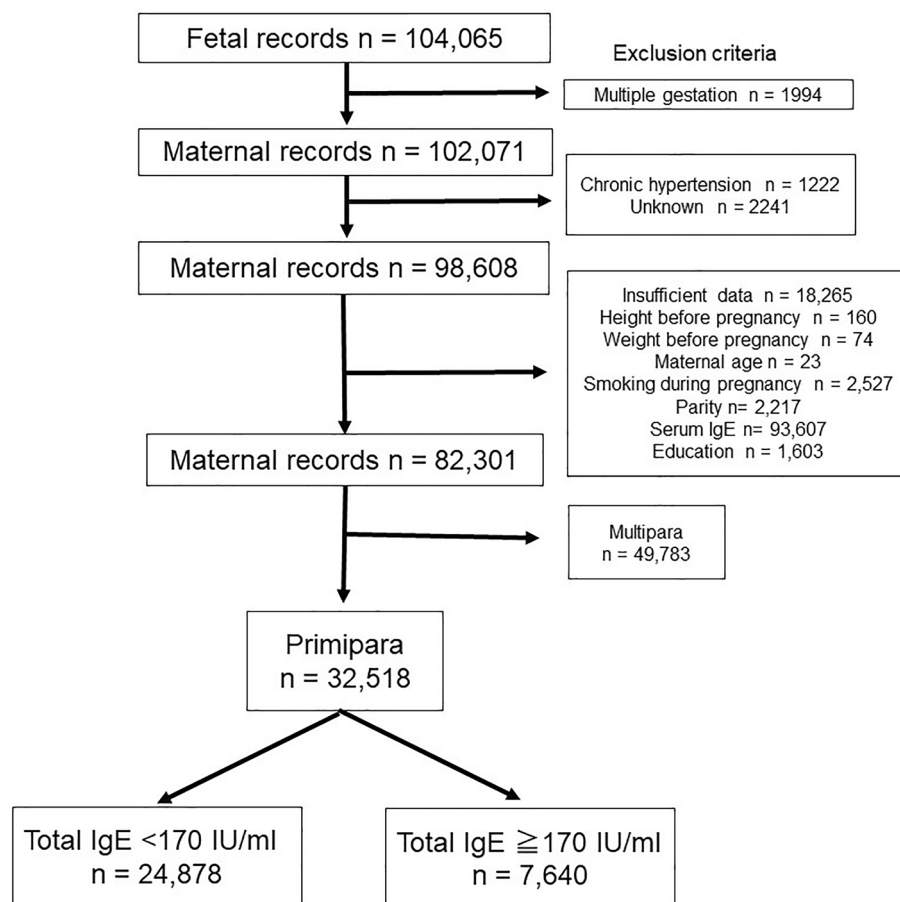 Fetal records n = 104,065
Exclusion criteria
Multiple gestation n = 1994
Maternal records n = 102,071
Chronic hypertension n = 1222
Unknown n = 2241
Maternal records n = 98,608
Insufficient data n = 18,265
Height before pregnancy n = 160
Weight before pregnancy n = 74
Maternal age n = 23
Smoking during pregnancy n = 2,527
Parity n= 2,217
Serum IgE n= 93,607
Education n = 1,603
Maternal records n = 82,301
Multipara
n = 49,783
Primipara
n = 32,518
Total IgE <170 IU/ml
n = 24,878
Total IgE ≧170 IU/ml
n = 7,640